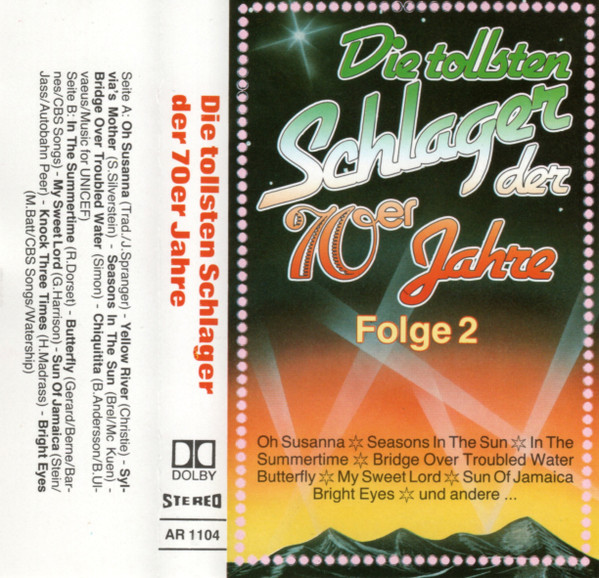 Seite A: Oh Susanna (Trad./J.Spranger) - Yellow River (Christie) - Syl-
via's Mother (S.Silverstein) - Seasons In The Sun (Brel/Mc Kuen) -
Bridge Over Troubled Water (Simon) - Chiquitita (B.Andersson/B.Ul-
vaeus/Music for UNICEF)
Seite B: In The Summertime (R.Dorset) - Butterfly (Gerard/Berne/Bar-
nes/CBS Songs) - My Sweet Lord (G.Harrison) - Sun Of Jamaica (Stein/
Jass/Autobahn Peer) - Knock Three Times (H.Madrass) - Bright Eyes
(M.Batt/CBS Songs/Watership)
Die tollsten Schlager
der 70er Jahre
DOLBY
STEREO
AR 1104
Die tollsten
Schlager
der
70er
Jahre
Folge 2
Oh Susanna ✡ Seasons In The Sun ✡ In The
Summertime ✡ Bridge Over Troubled Water
Butterfly ✡ My Sweet Lord ✡ Sun Of Jamaica
Bright Eyes ✡ und andere ...